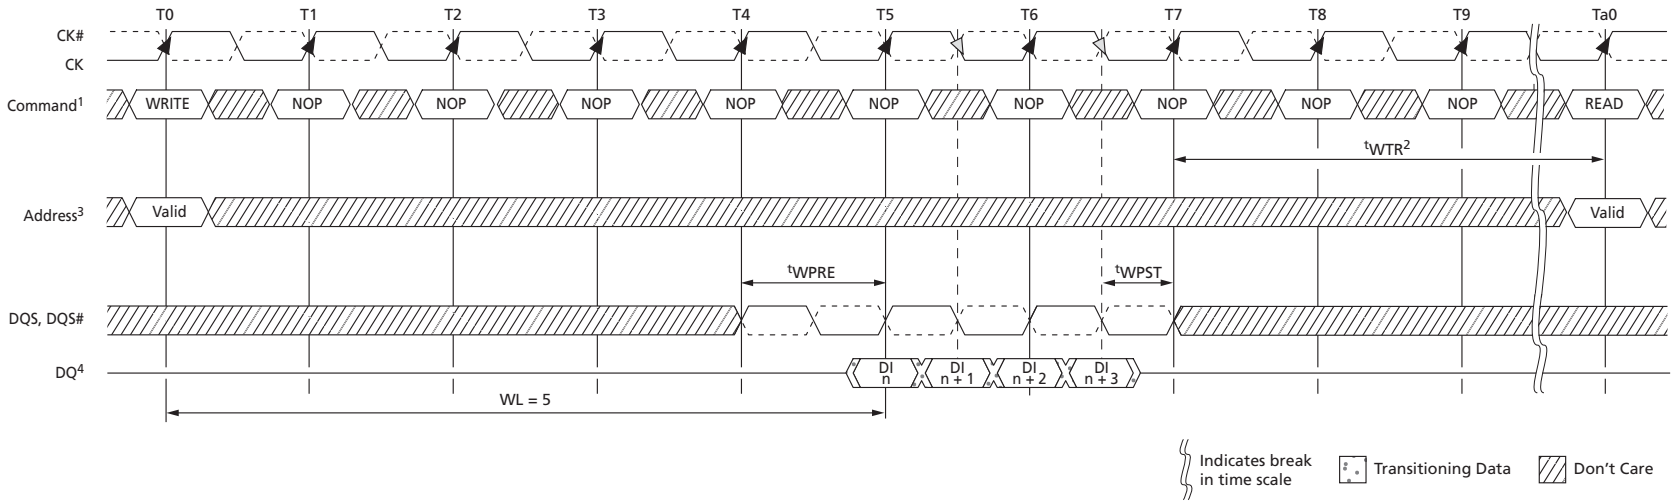 T0 T1 T2 T3 T4 T5 T6 T7 T8 T9 Ta0
CK#
CK
Command1 WRITE NOP NOP NOP NOP NOP NOP NOP NOP NOP READ
tWTR2
Address3 Valid Valid
tWPRE tWPST
DQS, DQS#
DQ4 DI n DI n + 1 DI n + 2 DI n + 3
WL = 5
Indicates break
in time scale
Transitioning Data
Don't Care